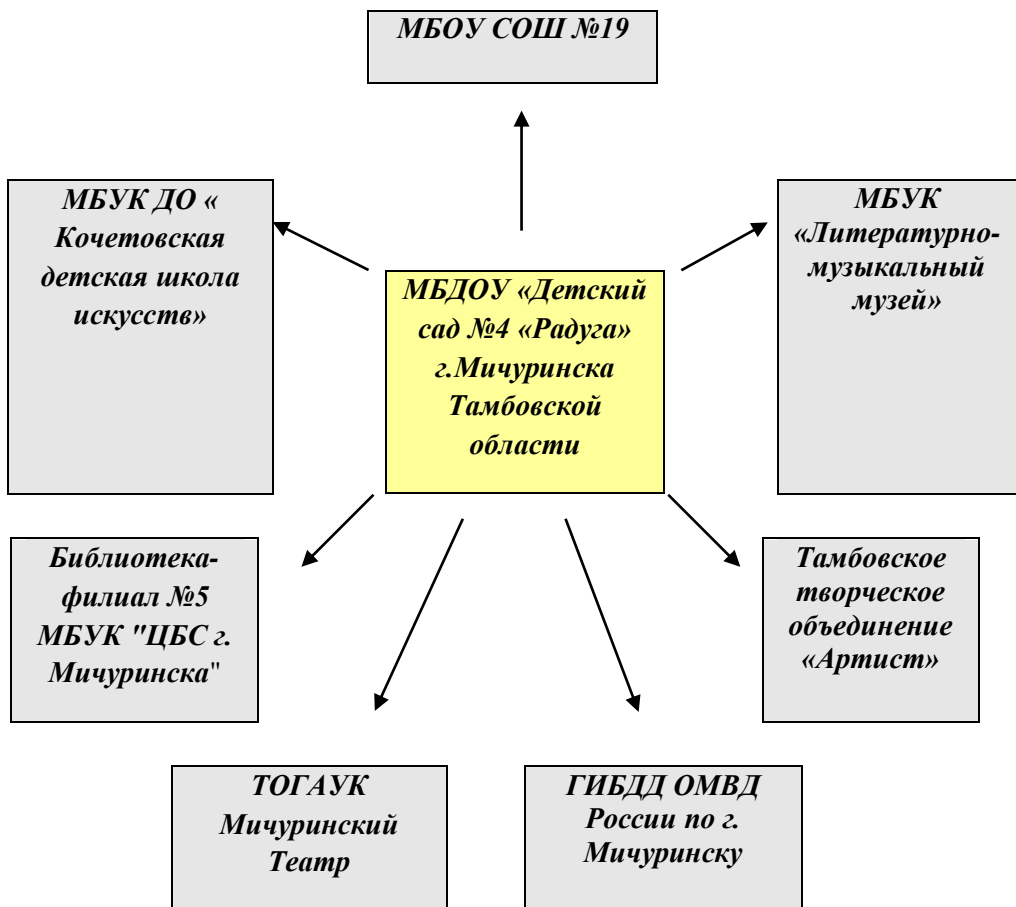 МБОУ СОШ №19
МБУК ДО «
Кочетовская
детская школа
искусств»
МБУК
«Литературно-
музыкальный
музей»
МБДОУ «Детский
сад №4 «Радуга»
г.Мичуринска
Тамбовской
области
Библиотека-
филиал №5
МБУК "ЦБС г.
Мичуринска"
Тамбовское
творческое
объединение
«Артист»
ТОГАУК
Мичуринский
Театр
ГИБДД ОМВД
России по г.
Мичуринску